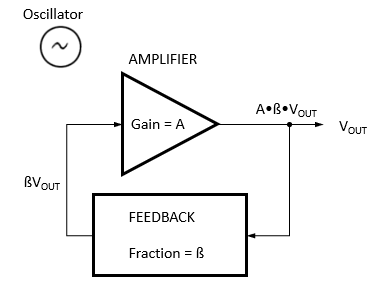 Oscillator
AMPLIFIER
Gain = A
A•ß•VOUT
VOUT
ßVOUT
FEEDBACK
Fraction = ß